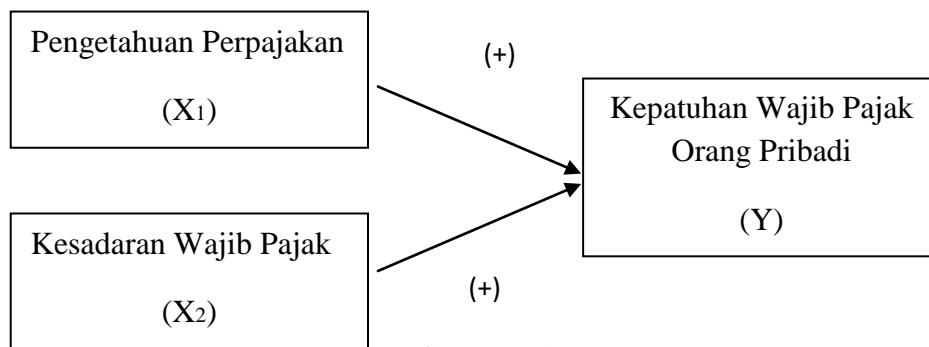 Pengetahuan Perpajakan
(X1)
(+)
Kepatuhan Wajib Pajak
Orang Pribadi
(Y)
Kesadaran Wajib Pajak
(X2)
(+)